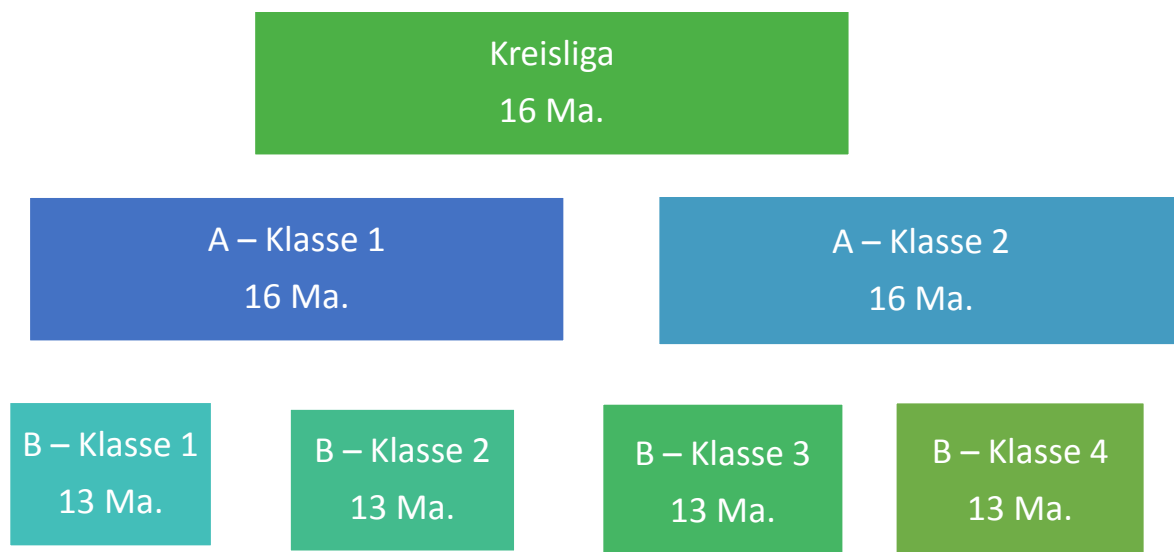 Kreisliga
16 Ma.
A – Klasse 1
16 Ma.
A – Klasse 2
16 Ma.
B – Klasse 1
13 Ma.
B – Klasse 2
13 Ma.
B – Klasse 3
13 Ma.
B – Klasse 4
13 Ma.